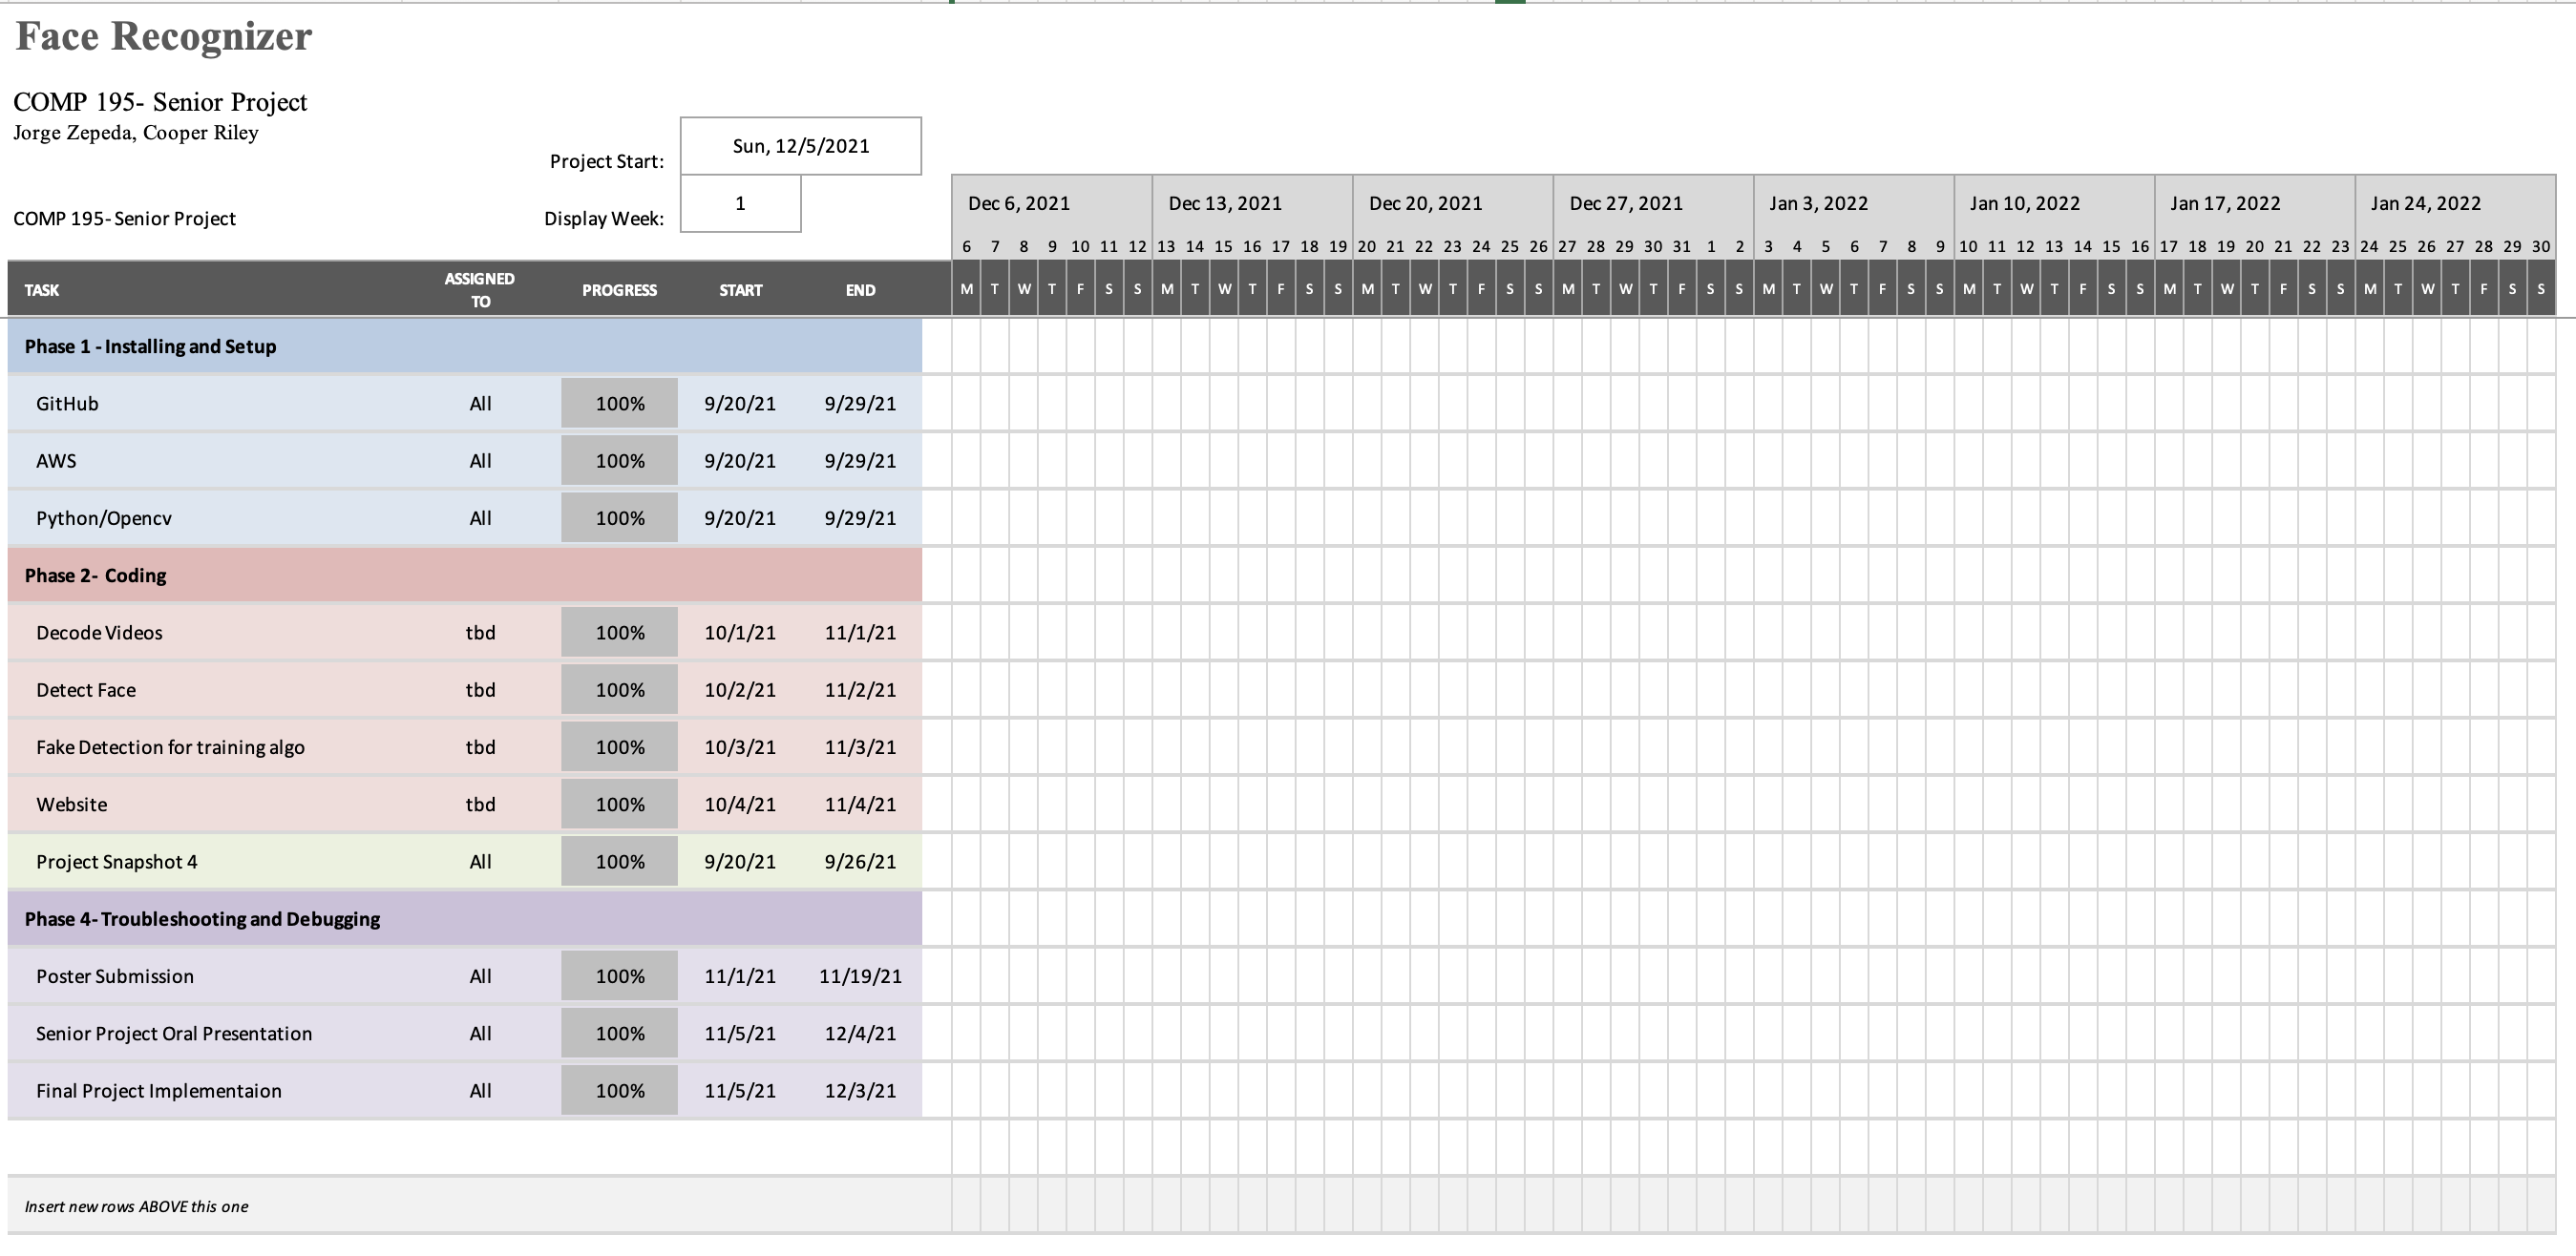 Face Recognizer
COMP 195- Senior Project
Jorge Zepeda, Cooper Riley
Project Start: Sun, 12/5/2021
COMP 195- Senior Project Display Week: 1
Dec 6, 2021 Dec 13, 2021 Dec 20, 2021 Dec 27, 2021 Jan 3, 2022 Jan 10, 2022 Jan 17, 2022 Jan 24, 2022
6 7 8 9 10 11 12 13 14 15 16 17 18 19 20 21 22 23 24 25 26 27 28 29 30 31 1 2 3 4 5 6 7 8 9 10 11 12 13 14 15 16 17 18 19 20 21 22 23 24 25 26 27 28 29 30
TASK ASSIGNED TO PROGRESS START END M T W T F S S M T W T F S S M T W T F S S M T W T F S S M T W T F S S M T W T F S S M T W T F S S M T W T F S S
Phase 1 - Installing and Setup
GitHub All 100% 9/20/21 9/29/21
AWS All 100% 9/20/21 9/29/21
Python/Opencv All 100% 9/20/21 9/29/21
Phase 2- Coding
Decode Videos tbd 100% 10/1/21 11/1/21
Detect Face tbd 100% 10/2/21 11/2/21
Fake Detection for training algo tbd 100% 10/3/21 11/3/21
Website tbd 100% 10/4/21 11/4/21
Project Snapshot 4 All 100% 9/20/21 9/26/21
Phase 4- Troubleshooting and Debugging
Poster Submission All 100% 11/1/21 11/19/21
Senior Project Oral Presentation All 100% 11/5/21 12/4/21
Final Project Implementaion All 100% 11/5/21 12/3/21
Insert new rows ABOVE this one